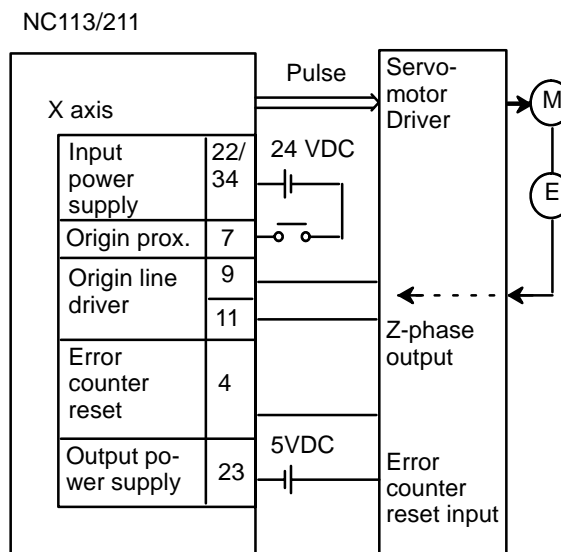 NC113/211
Pulse
Servo-
motor
Driver
M
X axis
Input
power
supply
22/
34
24 VDC
E
Origin prox.
7
Origin line
driver
9
11
Z-phase
output
Error
counter
reset
4
Output po-
wer supply
23
5VDC
Error
counter
reset input